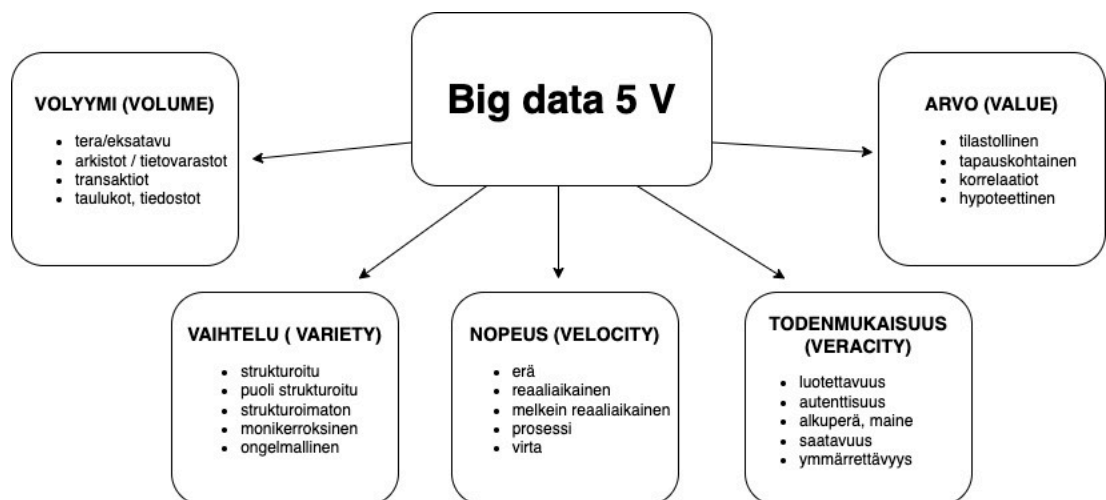 Big data 5 V
VOLYYMI (VOLUME)
• tera/eksatavu
• arkistot / tietovarastot
• transaktiot
• taulukot, tiedostot
ARVO (VALUE)
• tilastollinen
• tapauskohtainen
• korrelaatiot
• hypoteettinen
VAIHTELU ( VARIETY)
• strukturoitu
• puoli strukturoitu
• strukturoimaton
• monikerroksinen
• ongelmallinen
NOPEUS (VELOCITY)
• erä
• reaaliaikainen
• melkein reaaliaikainen
• prosessi
• virta
TODENMUKAISUUS
(VERACITY)
• luotettavuus
• autenttisuus
• alkuperä, maine
• saatavuus
• ymmärrettävyys